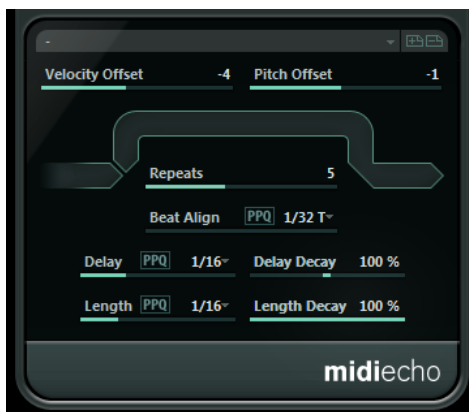 -
Velocity Offset -4 Pitch Offset -1
Repeats 5
Beat Align PPQ 1/32 T
Delay PPQ 1/16 Delay Decay 100 %
Length PPQ 1/16 Length Decay 100 %
midiecho